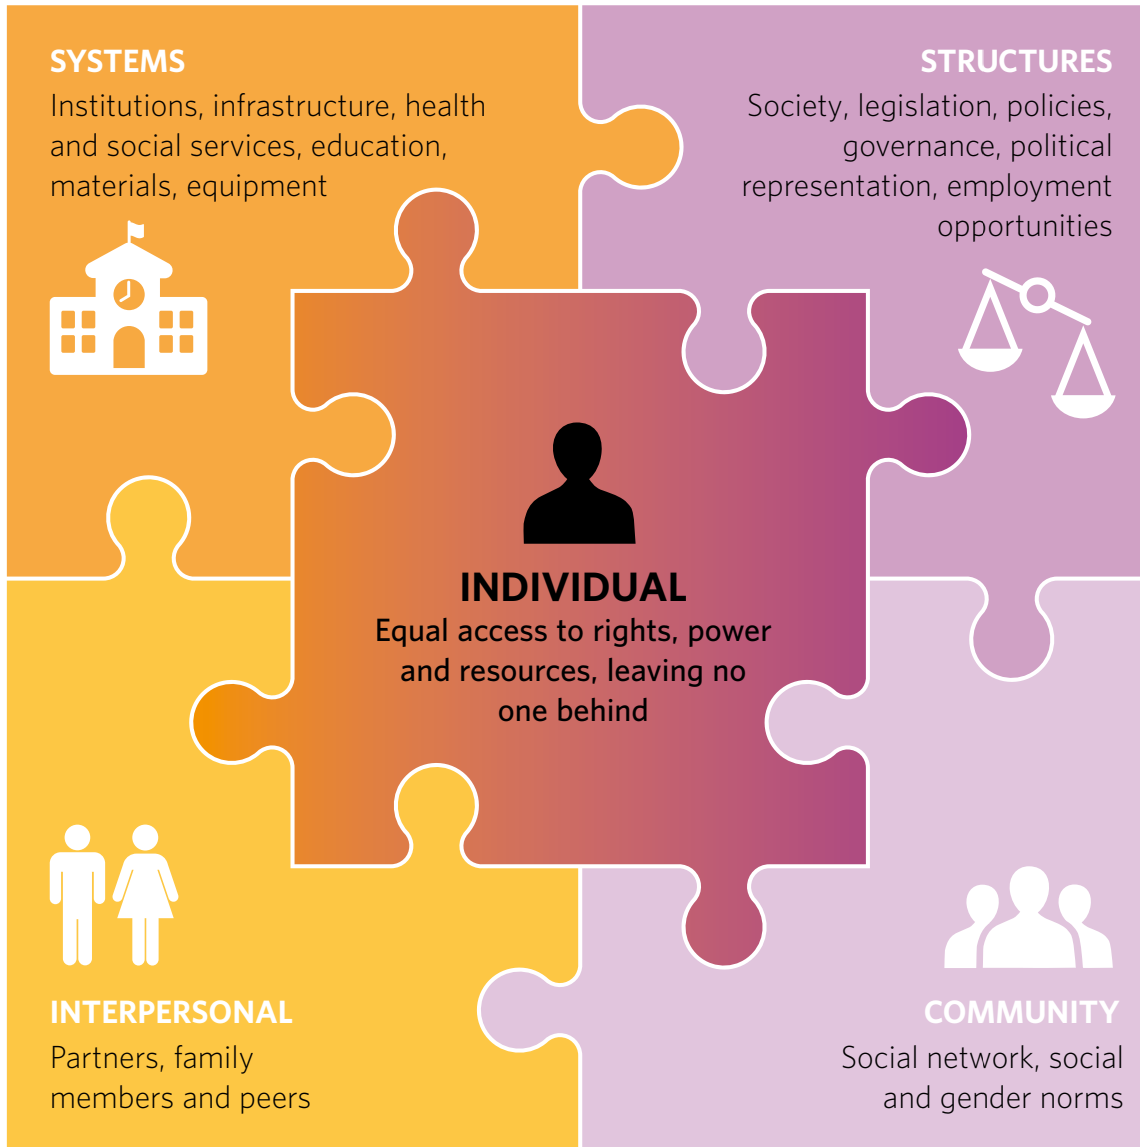 SYSTEMS
Institutions, infrastructure, health
and social services, education,
materials, equipment
STRUCTURES
Society, legislation, policies,
governance, political
representation, employment
opportunities
INDIVIDUAL
Equal access to rights, power
and resources, leaving no
one behind
INTERPERSONAL
Partners, family
members and peers
COMMUNITY
Social network, social
and gender norms